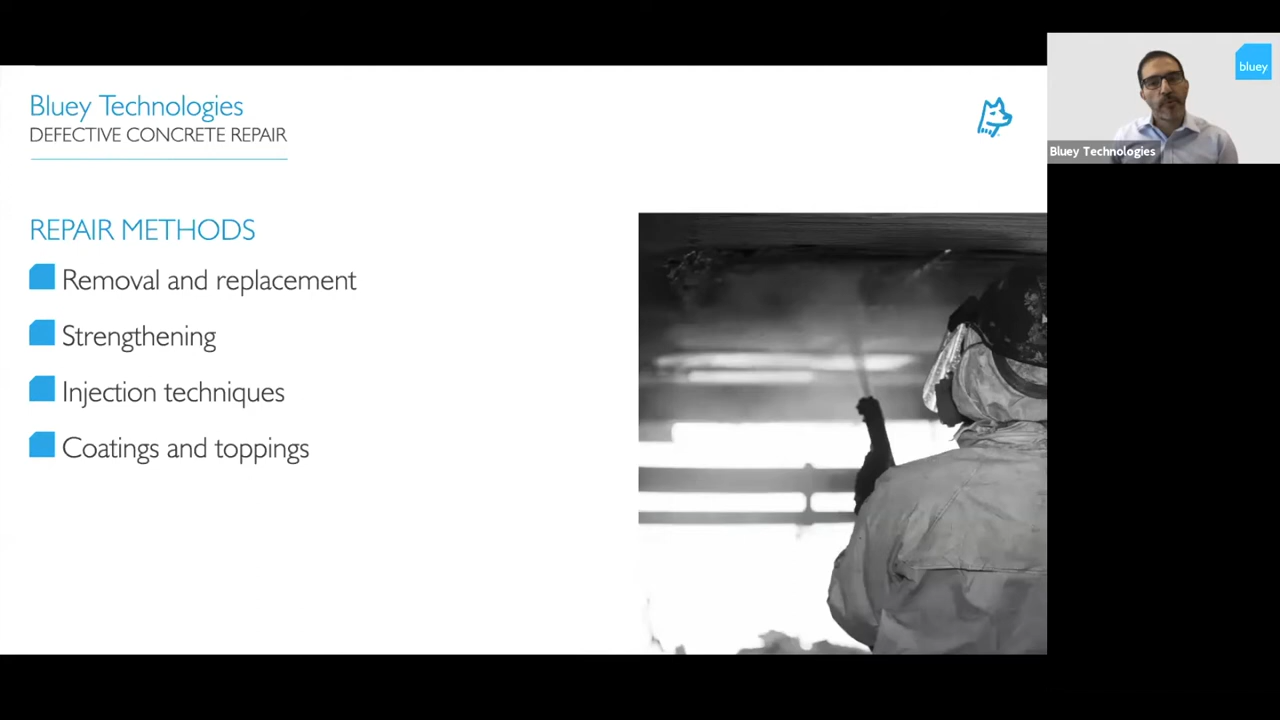 Bluey Technologies
DEFECTIVE CONCRETE REPAIR
REPAIR METHODS
Removal and replacement
Strengthening
Injection techniques
Coatings and toppings
bluey
Bluey Technologies